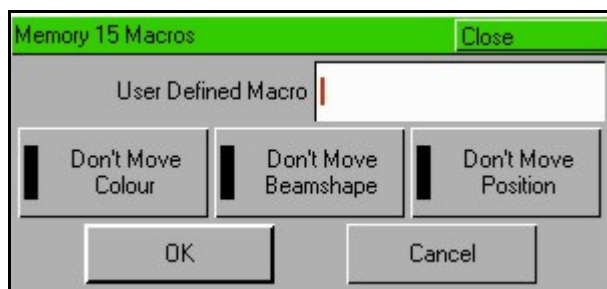 Memory 15 Macros Close
User Defined Macro
Don't Move Don't Move Don't Move
Colour Beamshape Position
OK Cancel